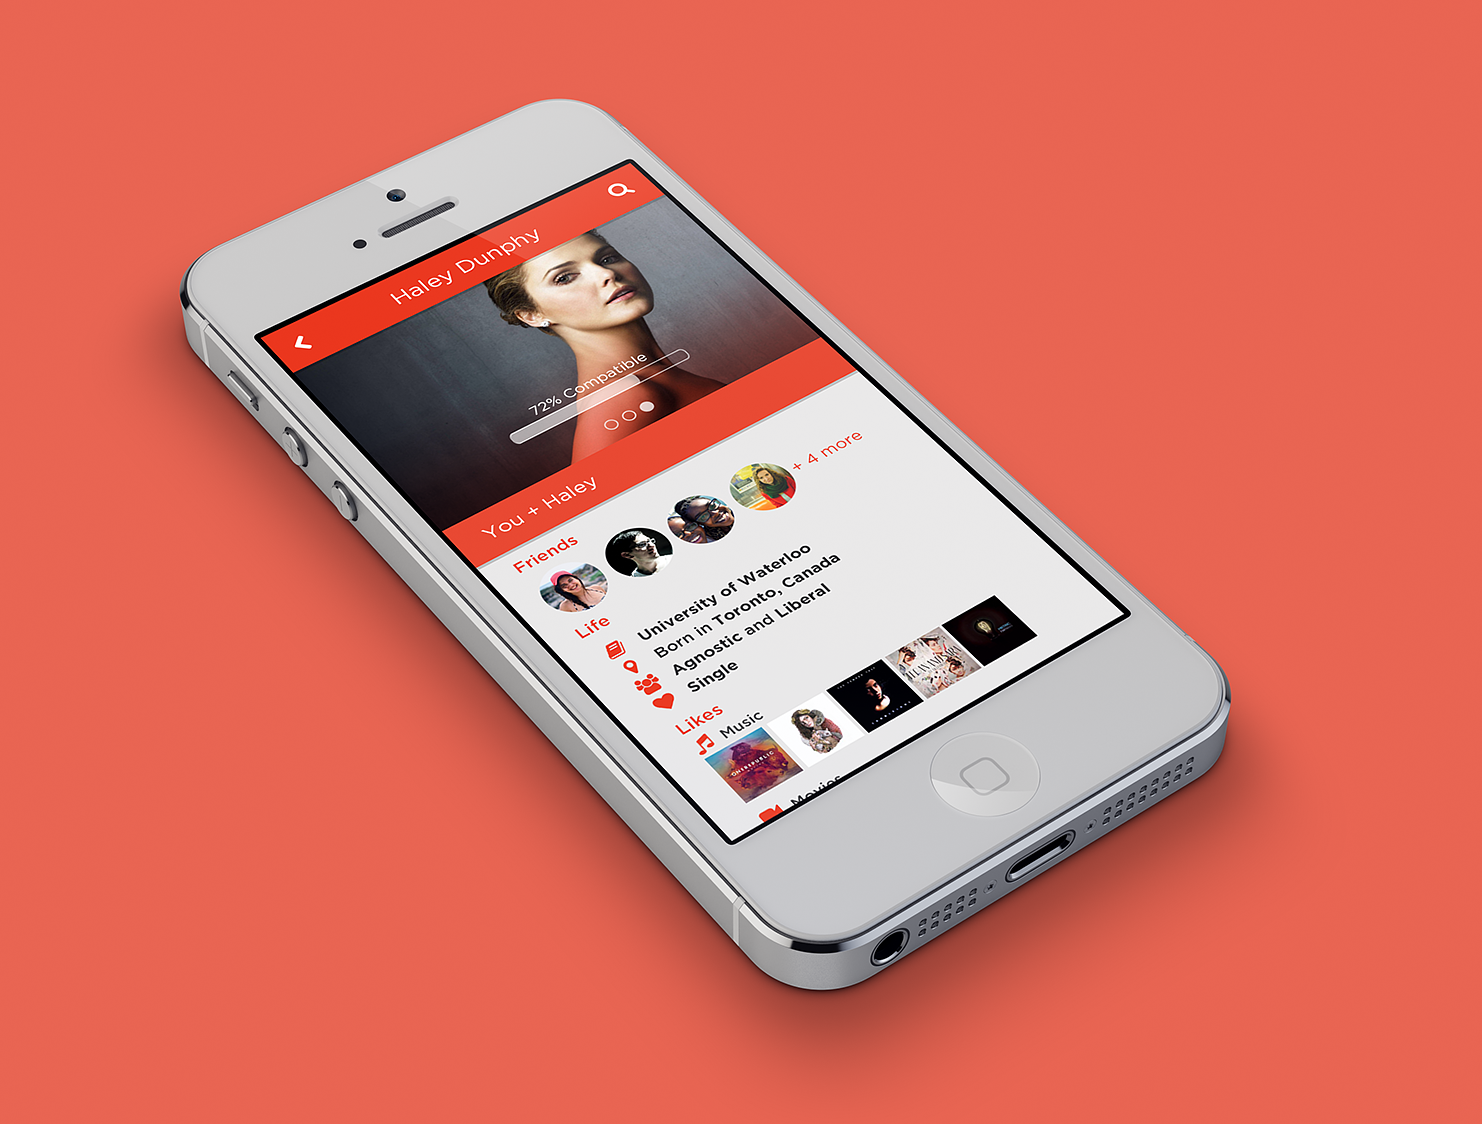 Haley Dunphy
72% Compatible
You + Haley
Friends
+ 4 more
Life
University of Waterloo
Born in Toronto, Canada
Agnostic and Liberal
Single
Likes
Music
ONEREPUBLIC
Movies